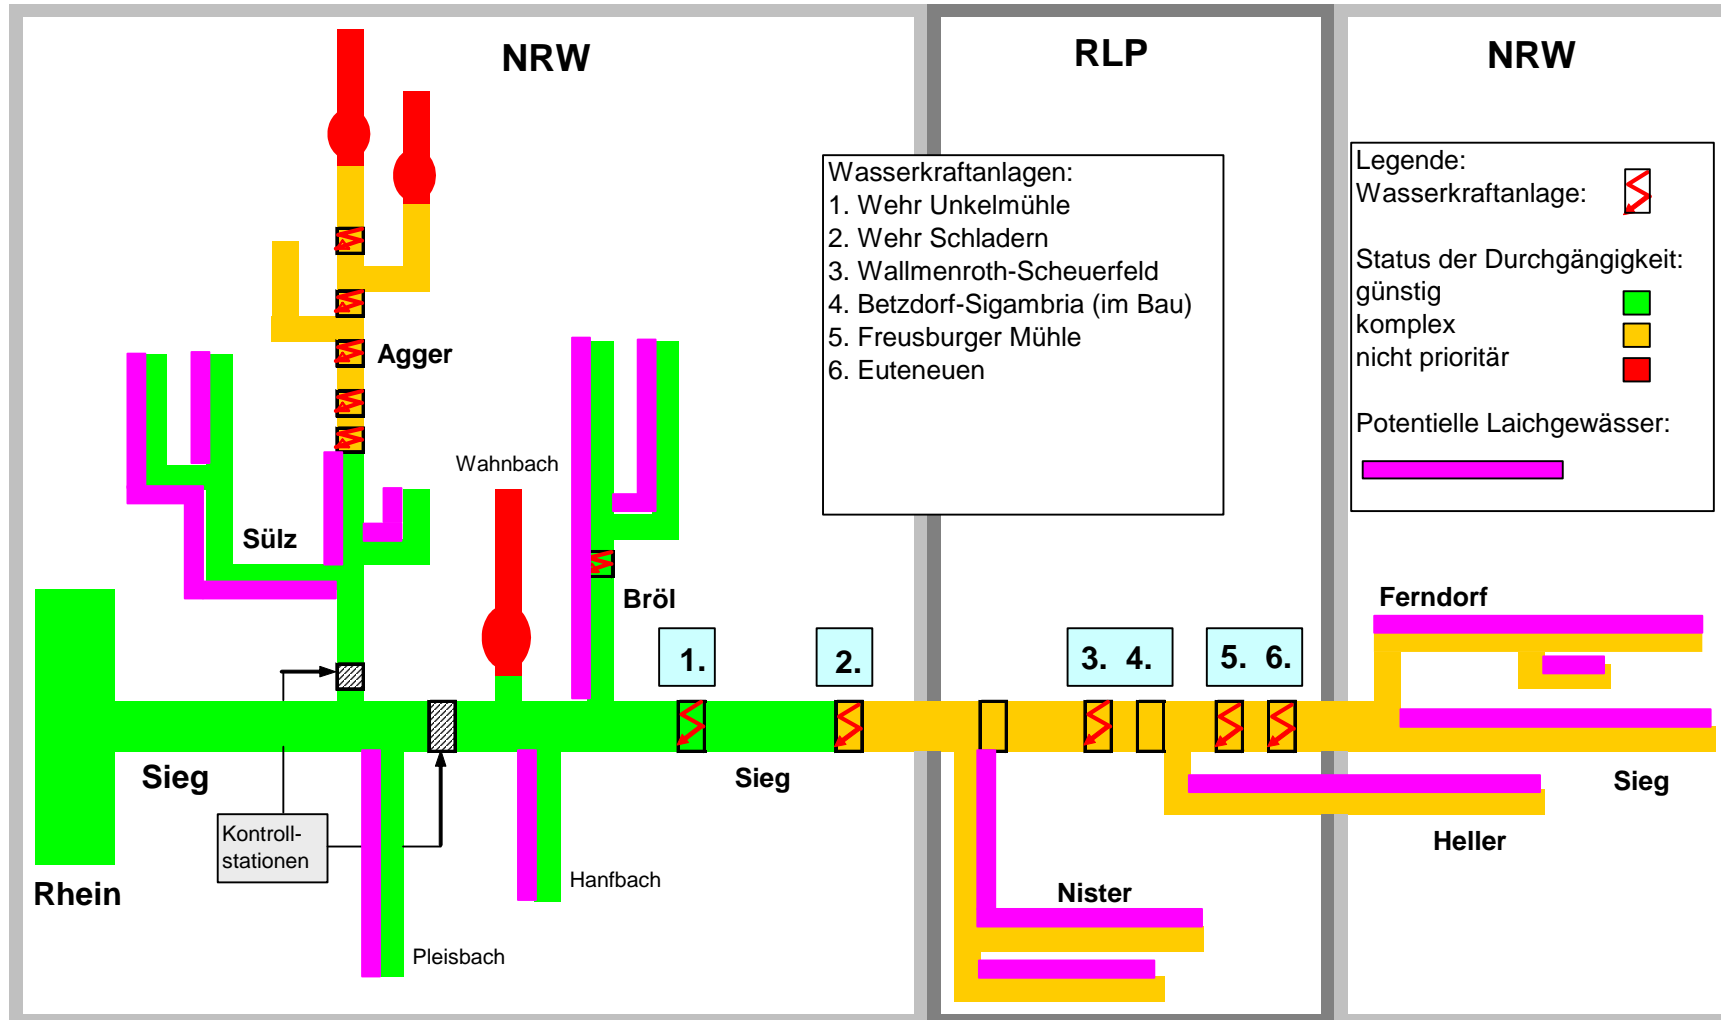 NRW
RLP
NRW
Wasserkraftanlagen:
1. Wehr Unkelmühle
2. Wehr Schladern
3. Wallmenroth-Scheuerfeld
4. Betzdorf-Sigambria (im Bau)
5. Freusburger Mühle
6. Euteneuen
Legende:
Wasserkraftanlage:
Status der Durchgängigkeit:
günstig
komplex
nicht prioritär
Potentielle Laichgewässer:
Agger
Wahnbach
Sülz
Bröl
Ferndorf
1.
2.
3. 4.
5. 6.
Sieg
Sieg
Sieg
Kontroll-
stationen
Heller
Rhein
Hanfbach
Nister
Pleisbach